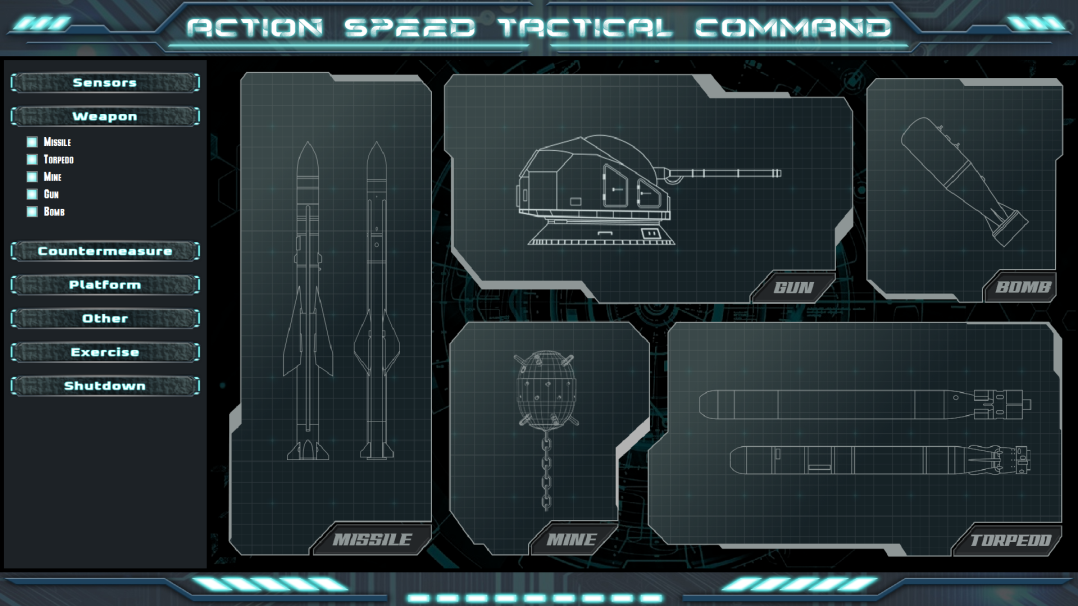 ACTION SPEED TACTICAL COMMAND
Sensors
Weapon
Missile
Torpedo
Mine
Gun
Bomb
Countermeasure
Platform
Other
Exercise
Shutdown
GUN
BOMB
MISSILE
MINE
TORPEDO